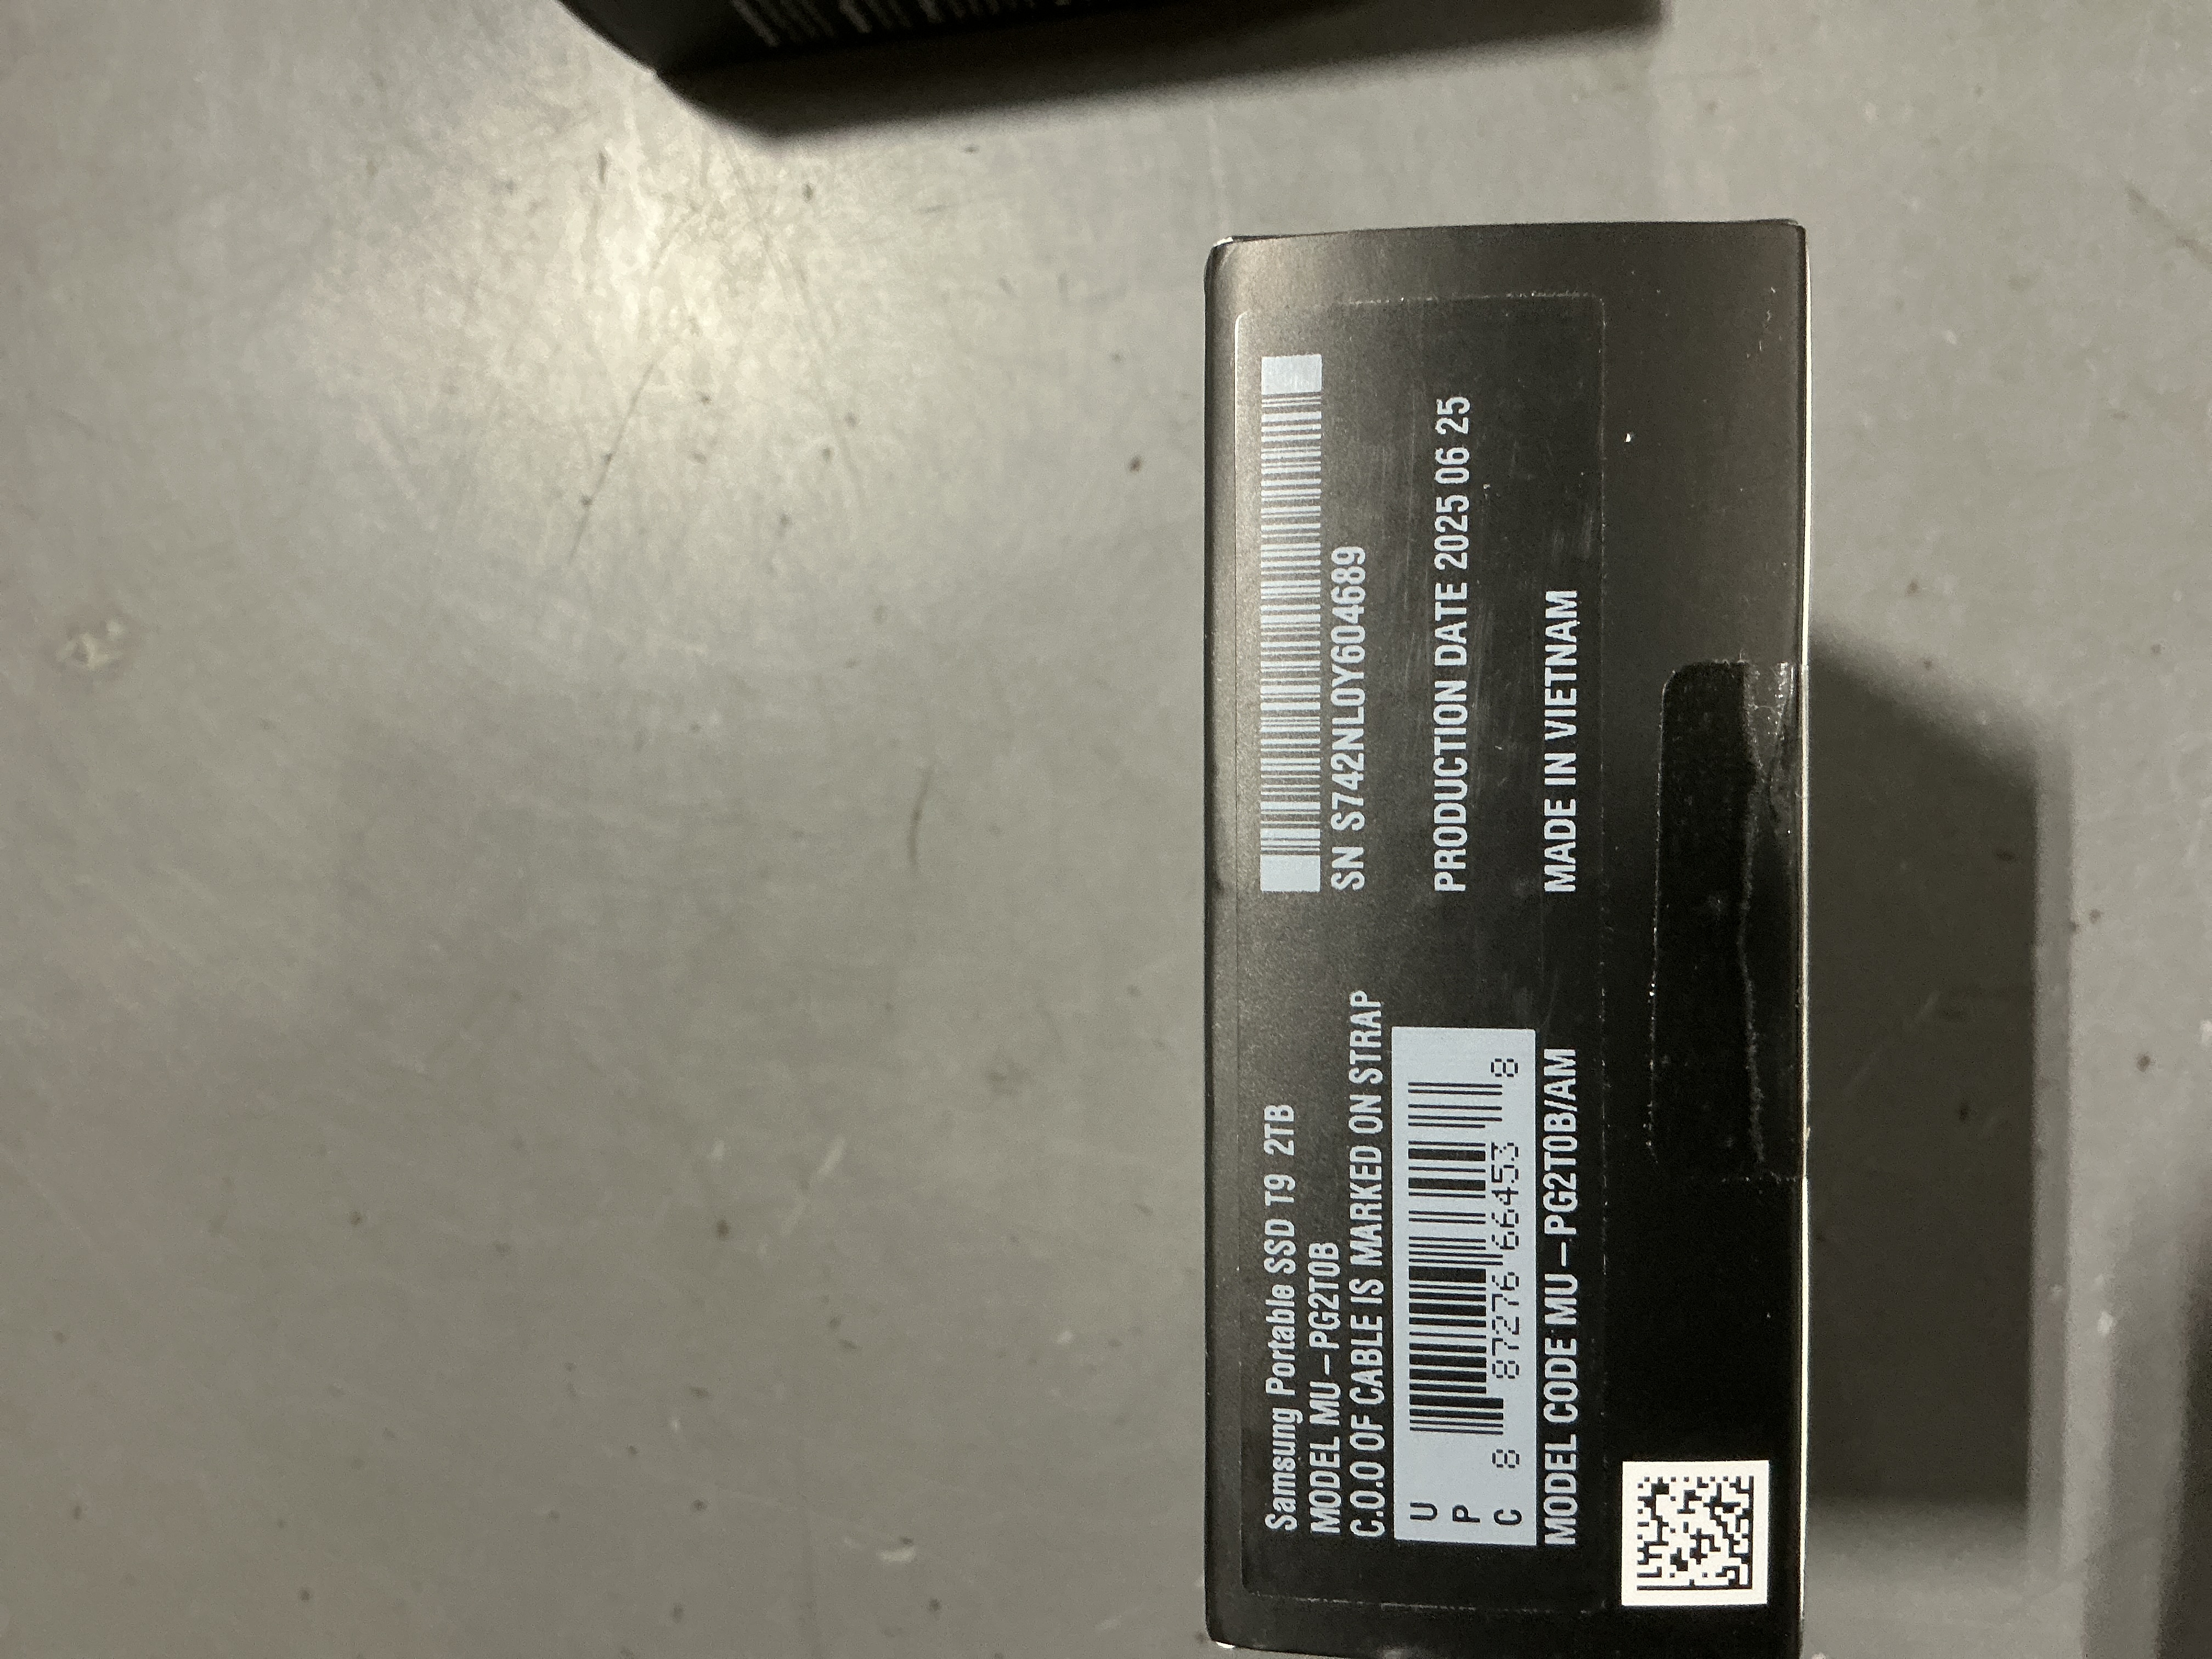 Samsung Portable SSD T9 2TB
MODEL MU-PG2T0B
C.O.O OF CABLE IS MARKED ON STRAP
UPC
8 87276 66453 8
MODEL CODE MU-PG2T0B/AM
SN S742NL0Y604689
PRODUCTION DATE 2025 06 25
MADE IN VIETNAM